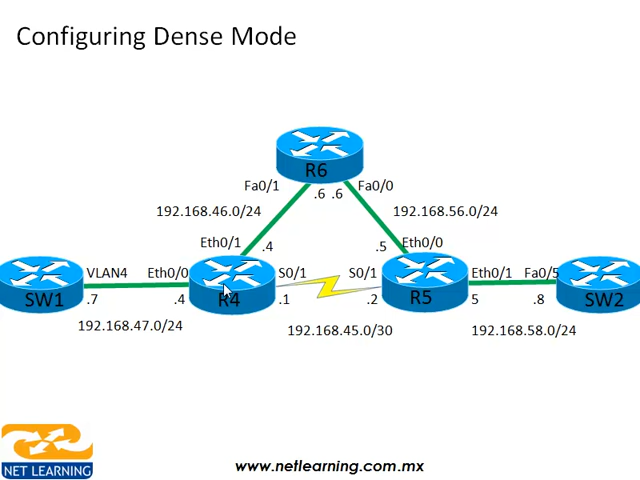 Configuring Dense Mode
R6
Fa0/1
Fa0/0
.6 .6
192.168.46.0/24
192.168.56.0/24
Eth0/1
.4
.5
Eth0/0
VLAN4
Eth0/0
S0/1
S0/1
Eth0/1
Fa0/5
SW1
.7
.4
R4
.1
.2
R5
5
.8
SW2
192.168.47.0/24
192.168.45.0/30
192.168.58.0/24
NET LEARNING
www.netlearning.com.mx